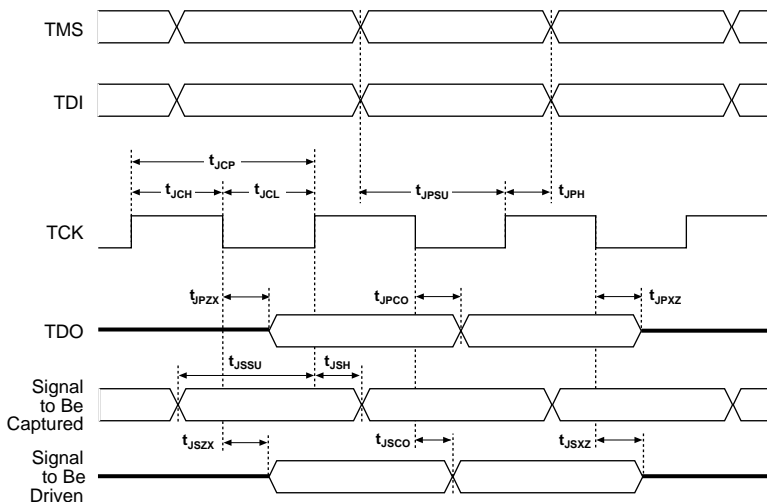 TMS
TDI
tJCP
tJCH tJCL tJPSU tJPH
TCK
tJPZX tJPCO tJPXZ
TDO
tJSSU tJSH
Signal
to Be
Captured
tJSZX tJSCO tJSXZ
Signal
to Be
Driven